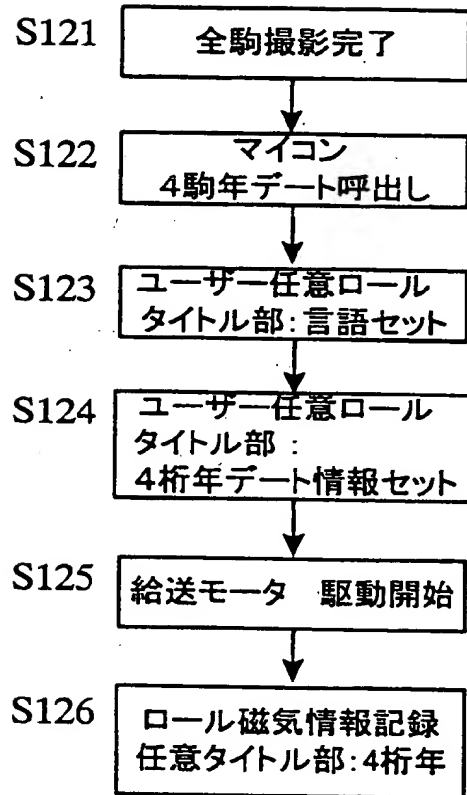 S121
全駒撮影完了
S122
マイコン
4駒年デート呼出し
S123
ユーザー任意ロール
タイトル部:言語セット
S124
ユーザー任意ロール
タイトル部:
4桁年デート情報セット
S125
給送モータ 駆動開始
S126
ロール磁気情報記録
任意タイトル部:4桁年